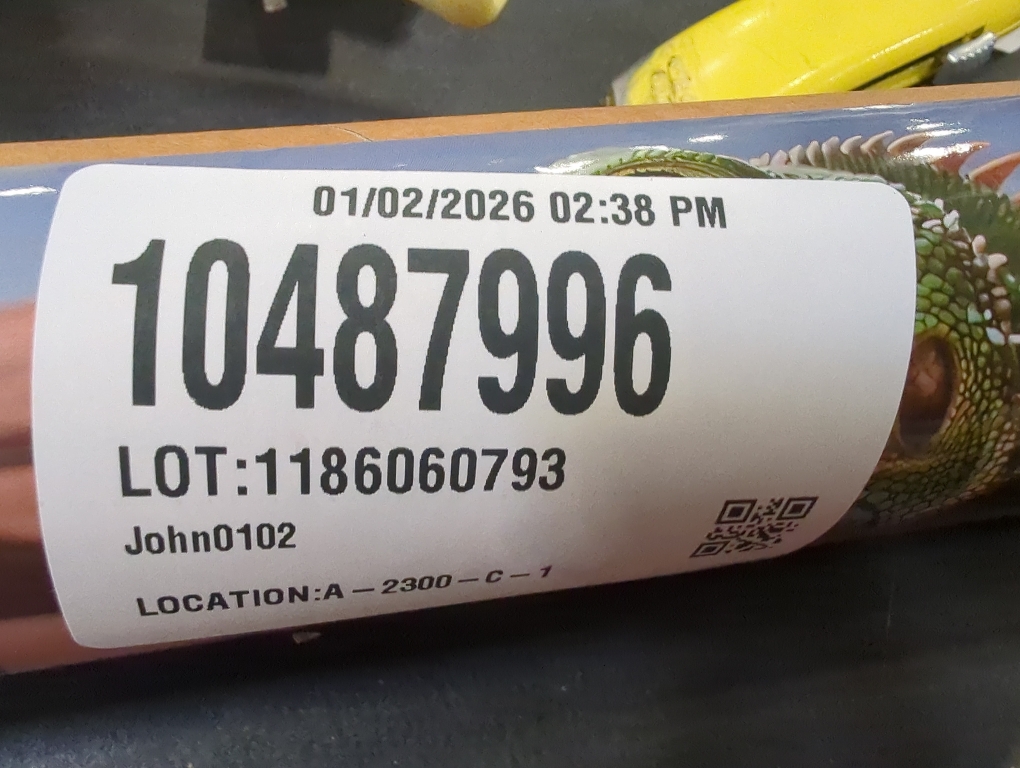 01/02/2026 02:38 PM
10487996
LOT:1186060793
John0102
LOCATION:A-2300-C-1